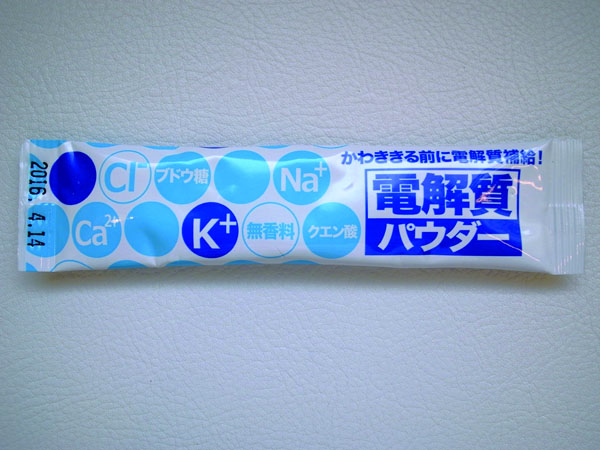 かわききる前に電解質補給!
電解質
パウダー
Cl⁻
ブドウ糖
Na⁺
Ca²⁺
K⁺
無香料
クエン酸
2016. 4.14